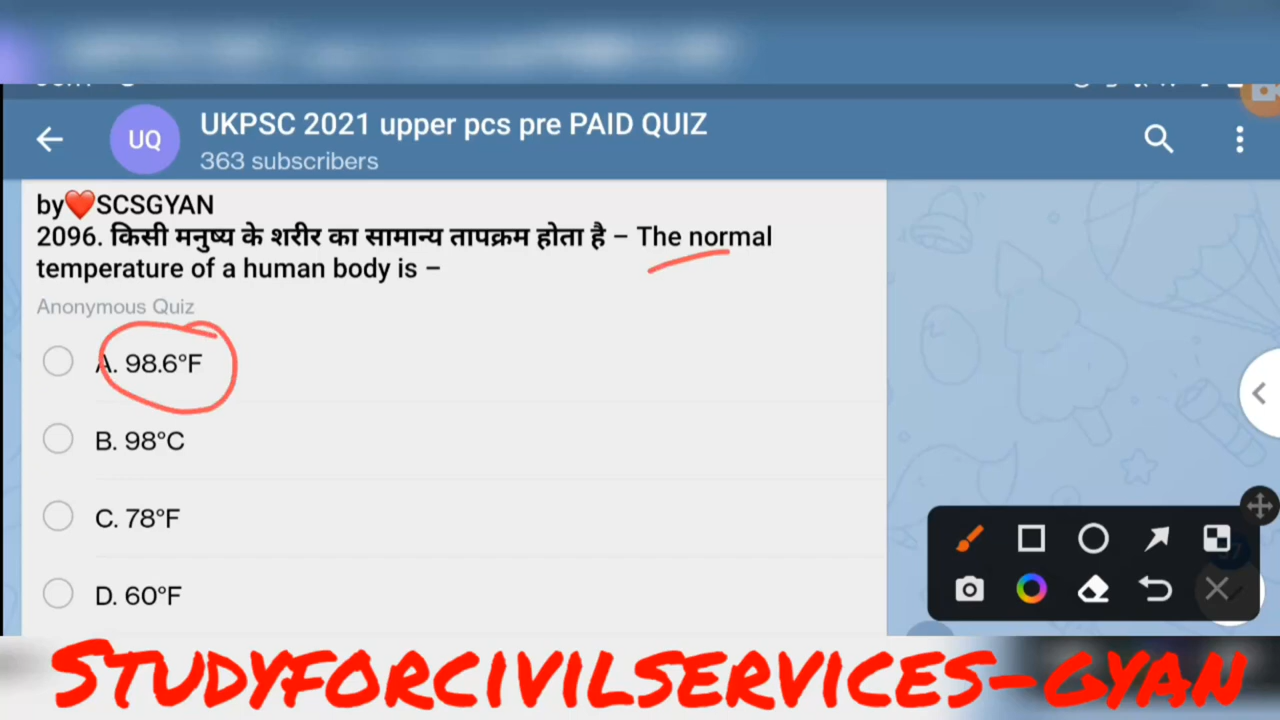 UKPSC 2021 upper pcs pre PAID QUIZ
UQ
363 subscribers
by❤️SCSGYAN
2096. किसी मनुष्य के शरीर का सामान्य तापक्रम होता है – The normal
temperature of a human body is –
Anonymous Quiz
A. 98.6°F
B. 98°C
C. 78°F
D. 60°F
STUDYFORCIVILSERVICES-GYAN